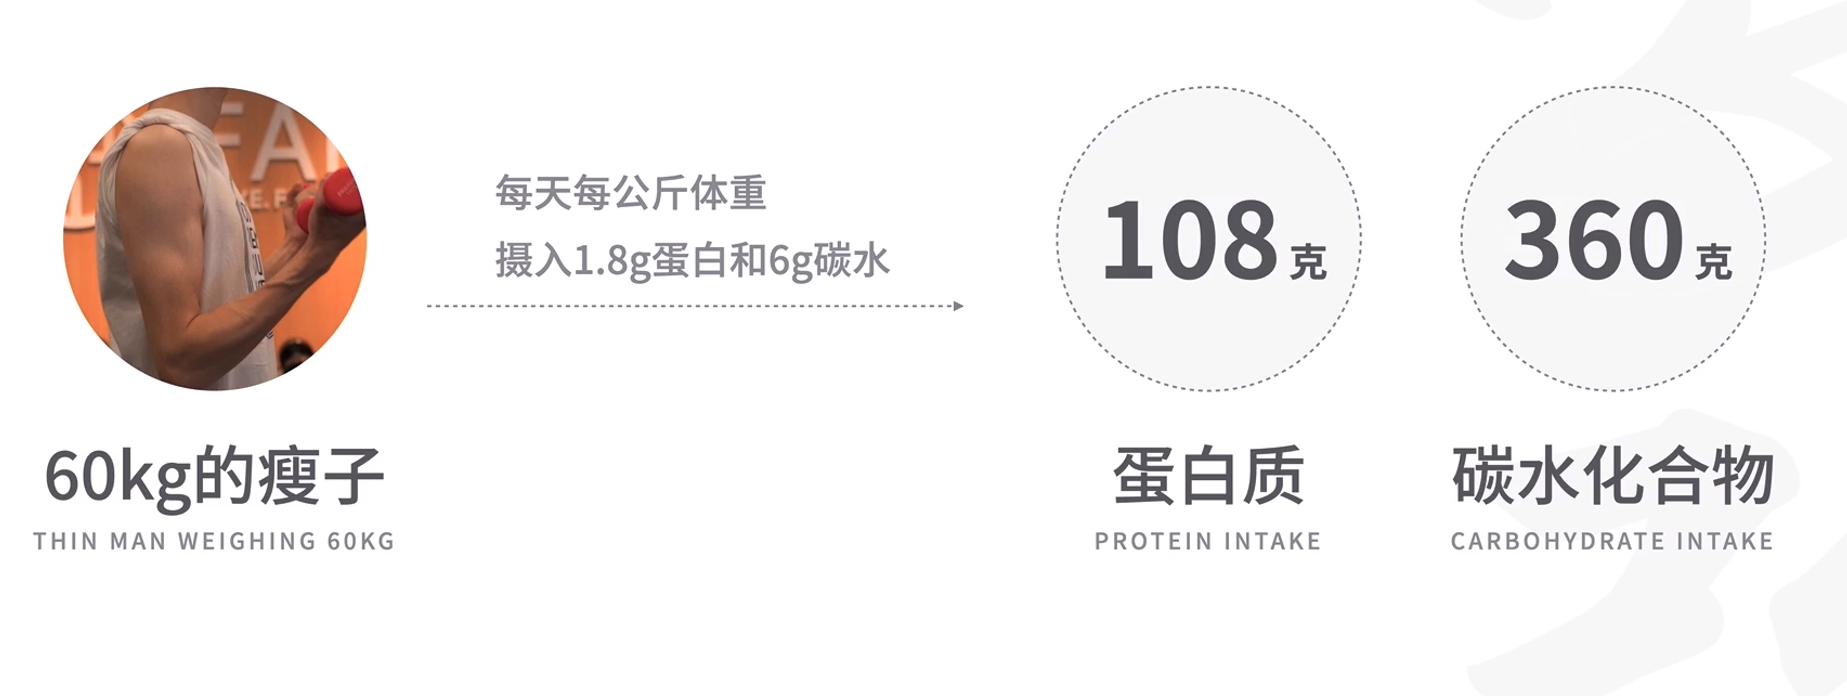 每天每公斤体重
摄入1.8g蛋白和6g碳水
108克
360克
60kg的瘦子
THIN MAN WEIGHING 60KG
蛋白质
PROTEIN INTAKE
碳水化合物
CARBOHYDRATE INTAKE